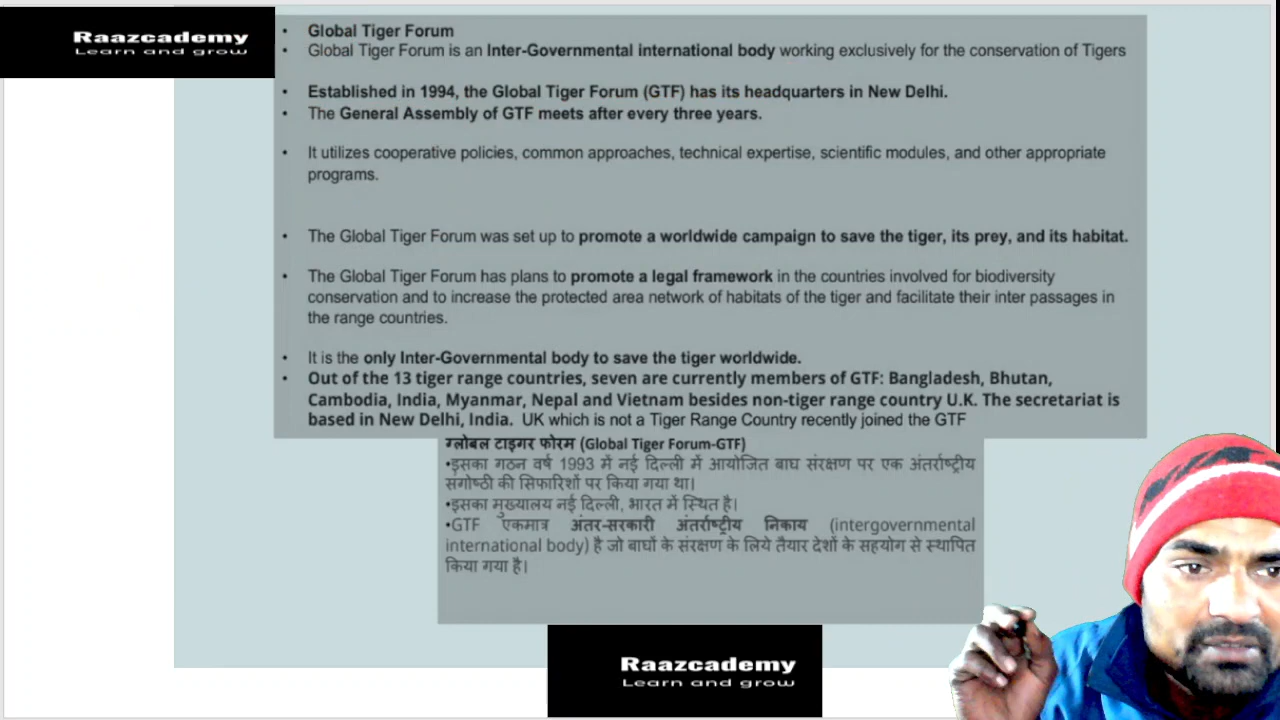 Raazcademy
Learn and grow
• Global Tiger Forum
• Global Tiger Forum is an Inter-Governmental international body working exclusively for the conservation of Tigers
• Established in 1994, the Global Tiger Forum (GTF) has its headquarters in New Delhi.
• The General Assembly of GTF meets after every three years.
• It utilizes cooperative policies, common approaches, technical expertise, scientific modules, and other appropriate
programs.
• The Global Tiger Forum was set up to promote a worldwide campaign to save the tiger, its prey, and its habitat.
• The Global Tiger Forum has plans to promote a legal framework in the countries involved for biodiversity
conservation and to increase the protected area network of habitats of the tiger and facilitate their inter passages in
the range countries.
• It is the only Inter-Governmental body to save the tiger worldwide.
• Out of the 13 tiger range countries, seven are currently members of GTF: Bangladesh, Bhutan,
Cambodia, India, Myanmar, Nepal and Vietnam besides non-tiger range country U.K. The secretariat is
based in New Delhi, India. UK which is not a Tiger Range Country recently joined the GTF
ग्लोबल टाइगर फोरम (Global Tiger Forum-GTF)
•इसका गठन वर्ष 1993 में नई दिल्ली में आयोजित बाघ संरक्षण पर एक अंतर्राष्ट्रीय
संगोष्ठी की सिफारिशों पर किया गया था।
•इसका मुख्यालय नई दिल्ली, भारत में स्थित है।
•GTF एकमात्र अंतर-सरकारी अंतर्राष्ट्रीय निकाय (intergovernmental
international body) है जो बाघों के संरक्षण के लिये तैयार देशों के सहयोग से स्थापित
किया गया है।
Raazcademy
Learn and grow